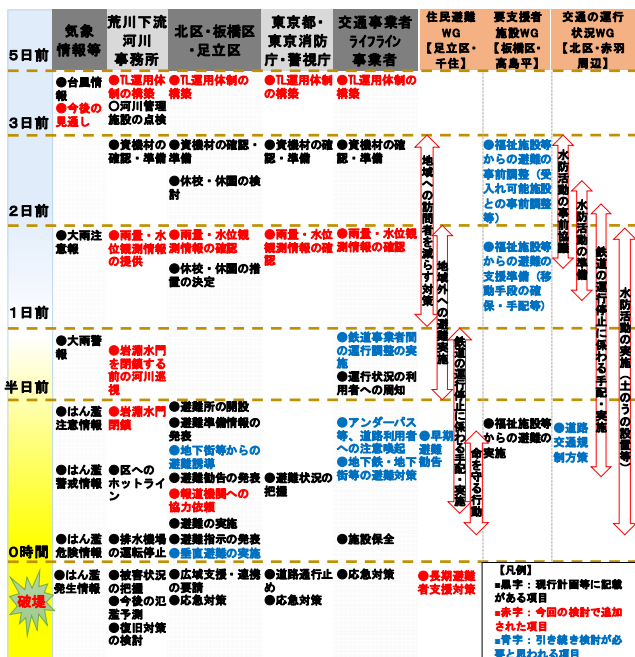 気象
情報等
荒川下流
河川
事務所
北区・板橋区
・足立区
東京都・
東京消防
庁・警視庁
交通事業者
ライフライン
事業者
住民避難
WG
【足立区・
千住】
要支援者
施設WG
【板橋区・
高島平】
交通の運行
状況WG
【北区・赤羽
周辺】
5日前
●台風情
報
●今後の
見通し
●TL運用体
制の構築
○河川管理
施設の点検
●TL運用体制の
構築
●TL運用体制の
構築
●TL運用体制の
構築
3日前
●資機材の
確認・準備
●資機材の確認・
準備
●休校・休園の検
討
●資機材の確
認・準備
●資機材の確
認・準備
●福祉施設等
からの避難の
事前調整（受
入れ可能施設
との事前調整
等）
2日前
●大雨注
意報
●雨量・水
位観測情報
の提供
●雨量・水位観
測情報の確認
●休校・休園の措
置の決定
●雨量・水位観
測情報の確
認
●雨量・水位観
測情報の確認
●福祉施設等
からの避難の
支援準備（移
動手段の確
保・手配等）
1日前
●大雨警
報
●岩淵水門
を閉鎖する
前の河川巡
視
●鉄道事業者間
の運行調整の実
施
●運行状況の利
用者への周知
半日前
●はん濫
注意情報
●岩淵水門
閉鎖
●避難所の開設
●避難準備情報の
発表
●地下街等からの
避難誘導
●アンダーパス
等、道路利用者
への注意喚起
●地下鉄・地下
街等の避難対策
●早期
避難
勧告
●福祉施設等
からの避難の
実施
●道路
交通規
制方策
●はん濫
警戒情報
●区への
ホットライ
ン
●避難勧告の発表
●報道機関への
協力依頼
●避難の実施
●避難状況の
把握
0時間
●はん濫
危険情報
●排水機場
の運転停止
●避難指示の発表
●垂直避難の実施
●施設保全
破堤
●はん濫
発生情報
●被害状況
の把握
●今後の氾
濫予測
●復旧対策
の検討
●広域支援・連携
の要請
●応急対策
●道路通行止
め
●応急対策
●応急対策
●長期避難
者支援対策
地域への訪問者を減らす対策
地域外への避難実施
鉄道の運行停止に係わる手配・実施
命を守る行動
水防活動の事前協議
水防活動の準備
鉄道の運行停止に係わる手配・実施
水防活動の実施（土のうの設置等）
【凡例】
■黒字：現行計画等に記載
がある項目
■赤字：今回の検討で追加
された項目
■青字：引き続き検討が必
要と思われる項目